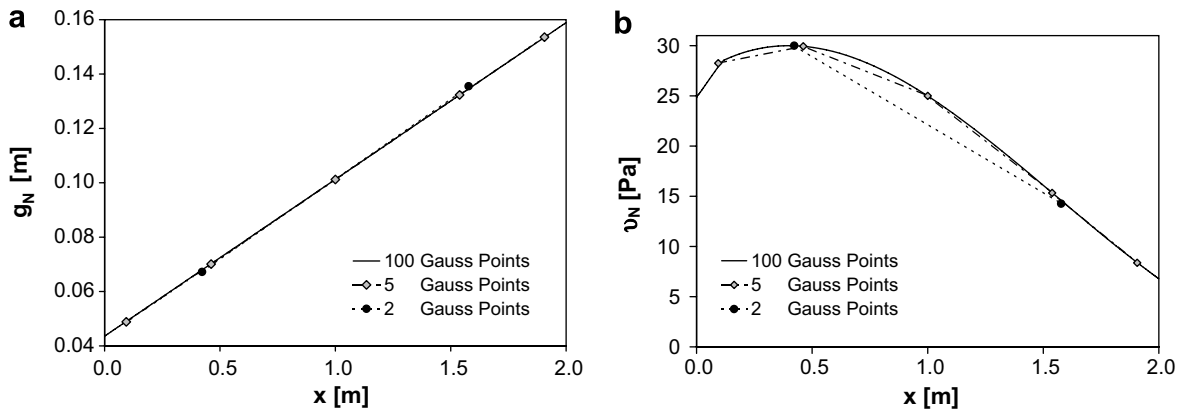 a
0.16
0.14
0.12
0.10
0.08
0.06
0.04
g_N [m]
100 Gauss Points
5 Gauss Points
2 Gauss Points
0.0 0.5 1.0 1.5 2.0
x [m]
b
30
25
20
15
10
5
0
υ_N [Pa]
100 Gauss Points
5 Gauss Points
2 Gauss Points
0.0 0.5 1.0 1.5 2.0
x [m]